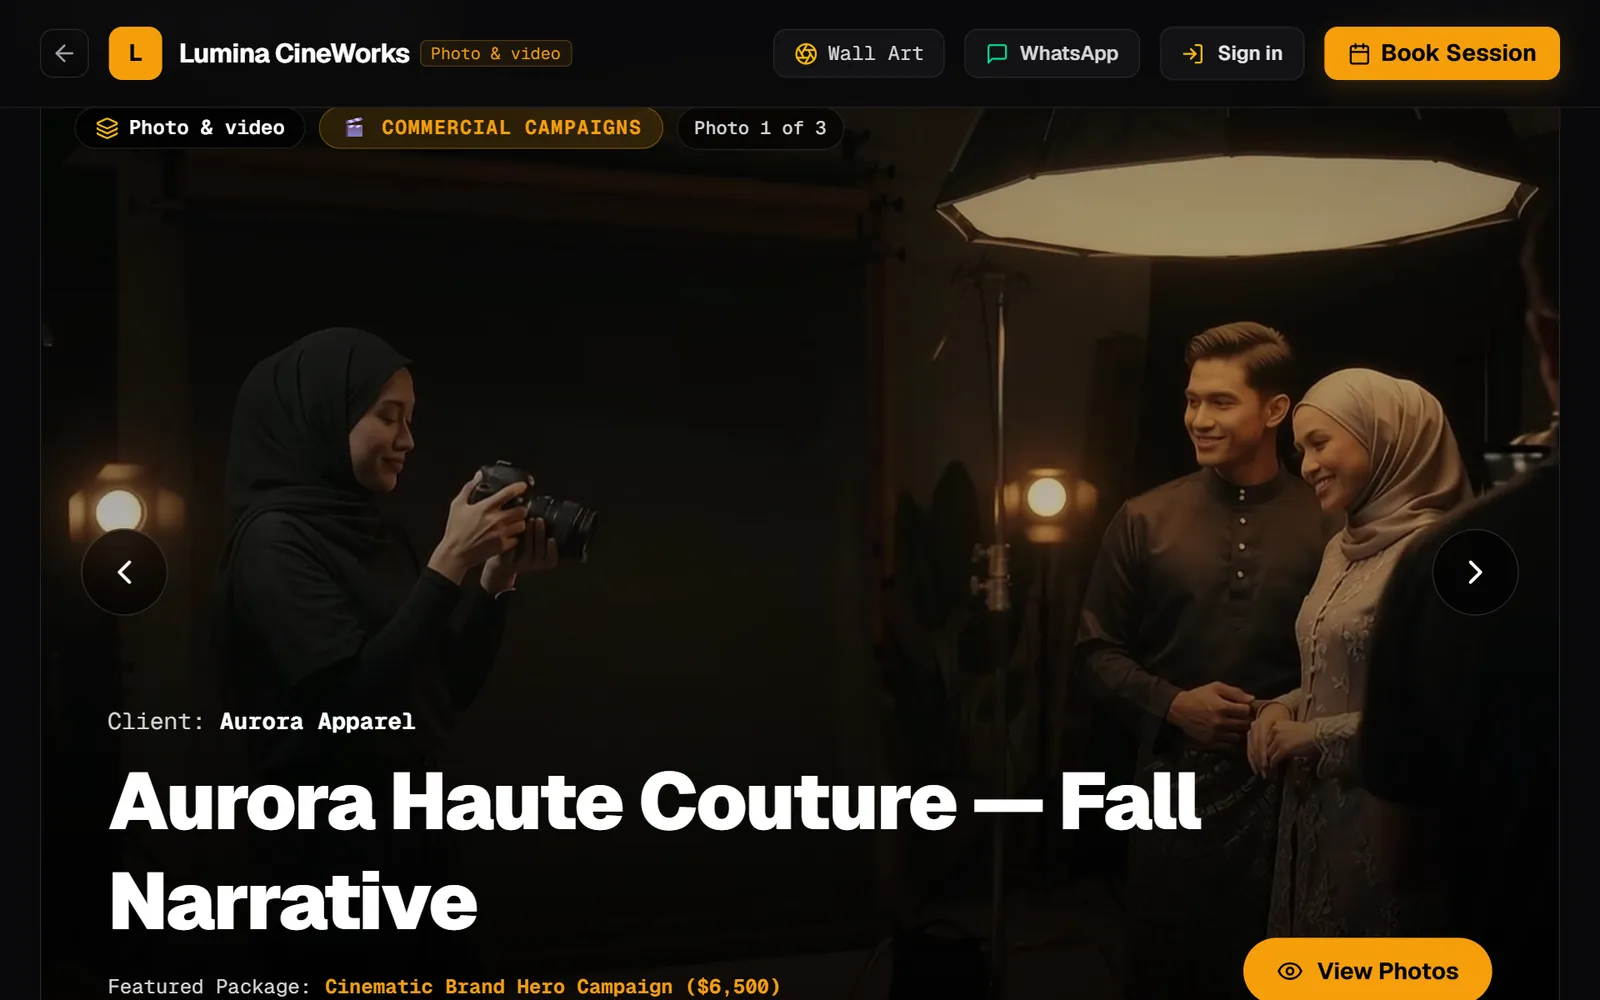 L
Lumina CineWorks
Photo & video
Wall Art
WhatsApp
Sign in
Book Session
Photo & video
COMMERCIAL CAMPAIGNS
Photo 1 of 3
Client: Aurora Apparel
Aurora Haute Couture — Fall
Narrative
Featured Package: Cinematic Brand Hero Campaign ($6,500)
View Photos